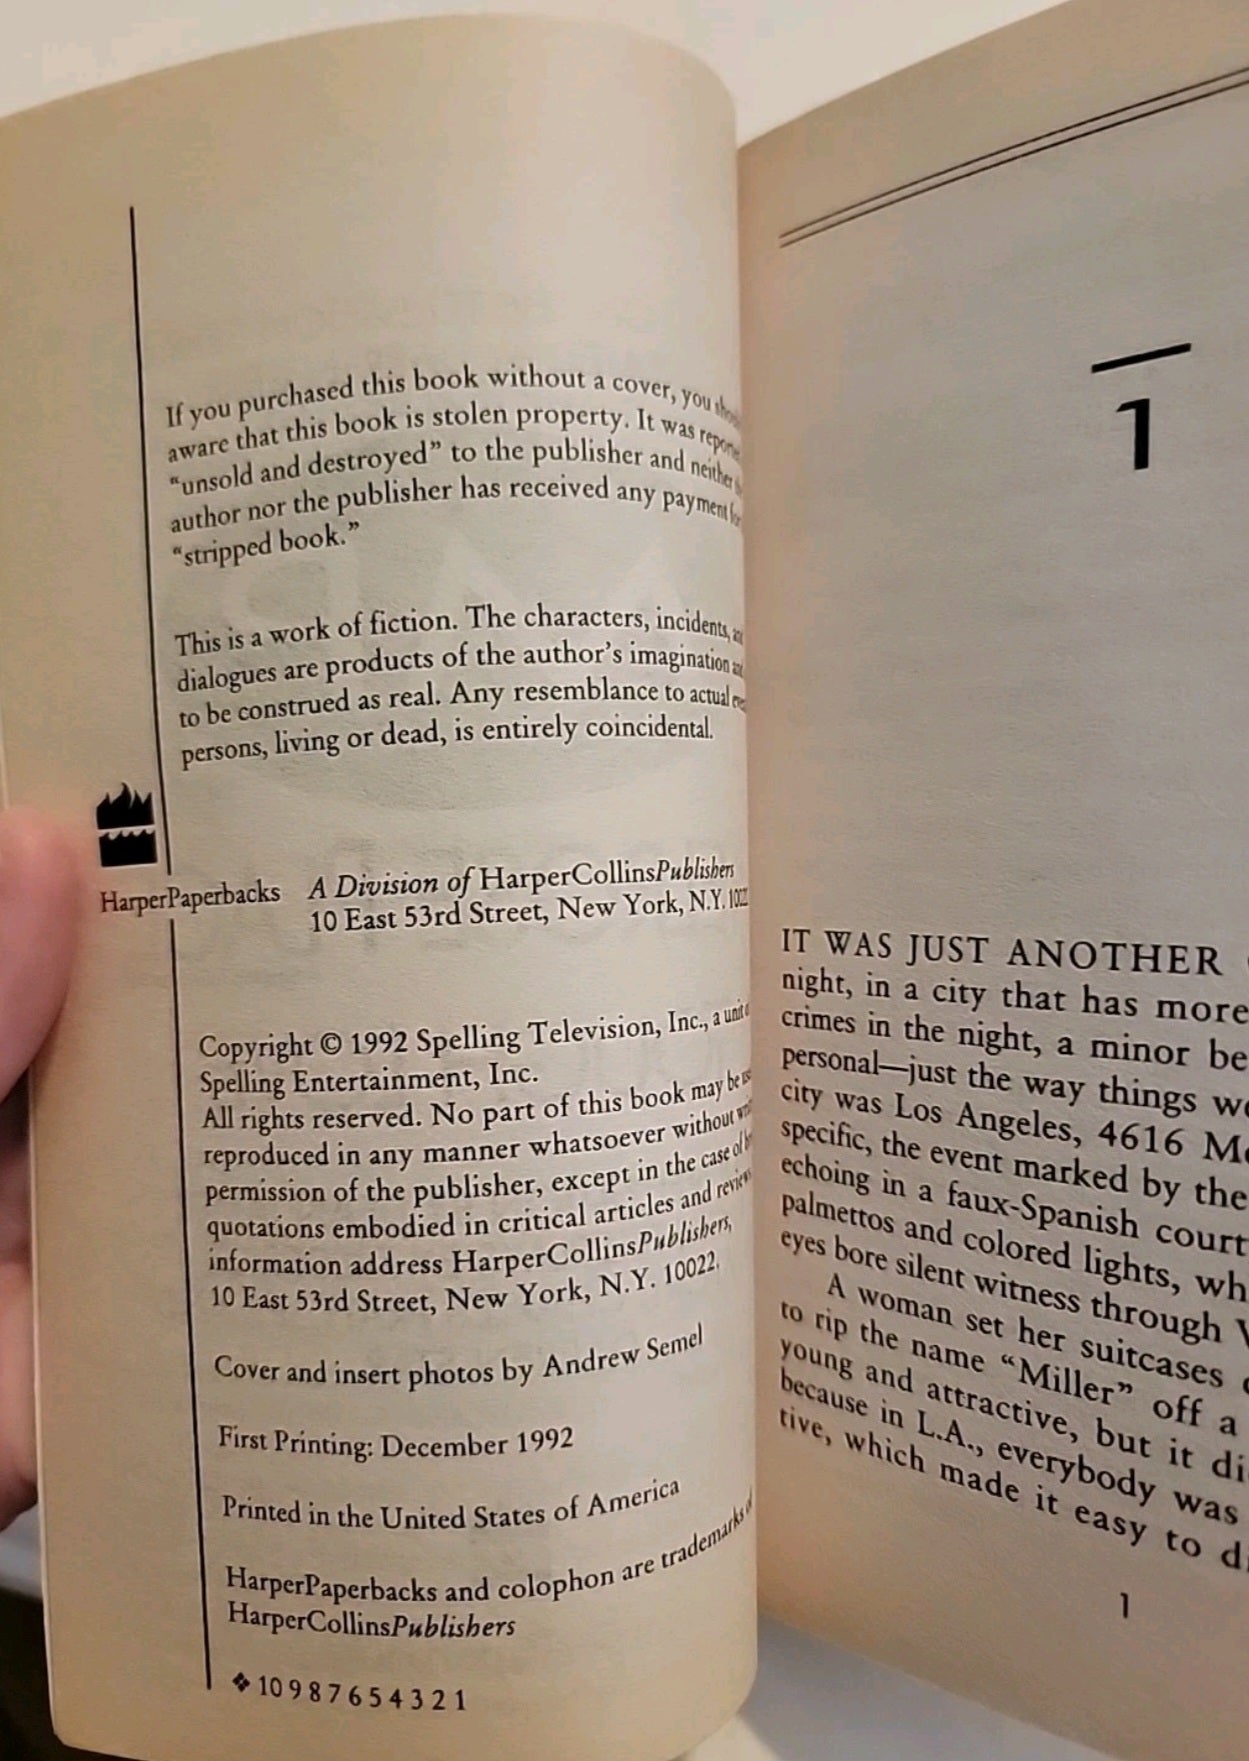 If you purchased this book without a cover, you
aware that this book is stolen property. It was
"unsold and destroyed" to the publisher and neither
author nor the publisher has received any payment
"stripped book."
This is a work of fiction. The characters, incidents,
dialogues are products of the author's imagination
to be construed as real. Any resemblance to actual
persons, living or dead, is entirely coincidental.
HarperPaperbacks A Division of HarperCollinsPublishers
10 East 53rd Street, New York, N.Y.
Copyright © 1992 Spelling Television, Inc., a unit
Spelling Entertainment, Inc.
All rights reserved. No part of this book may be
reproduced in any manner whatsoever without
permission of the publisher, except in the case of
quotations embodied in critical articles and
information address HarperCollinsPublishers,
10 East 53rd Street, New York, N.Y. 10022.
Cover and insert photos by Andrew Semel
First Printing: December 1992
Printed in the United States of America
HarperPaperbacks and colophon are trademarks of
HarperCollinsPublishers
❖ 10 9 8 7 6 5 4 3 2 1
1
IT WAS JUST ANOTHER
night, in a city that has more
crimes in the night, a minor
personal—just the way things
city was Los Angeles, 4616
specific, the event marked by the
echoing in a faux-Spanish
palmettos and colored lights,
eyes bore silent witness through
A woman set her suitcases
to rip the name "Miller" off a
young and attractive, but it
because in L.A., everybody was
tive, which made it easy to
1